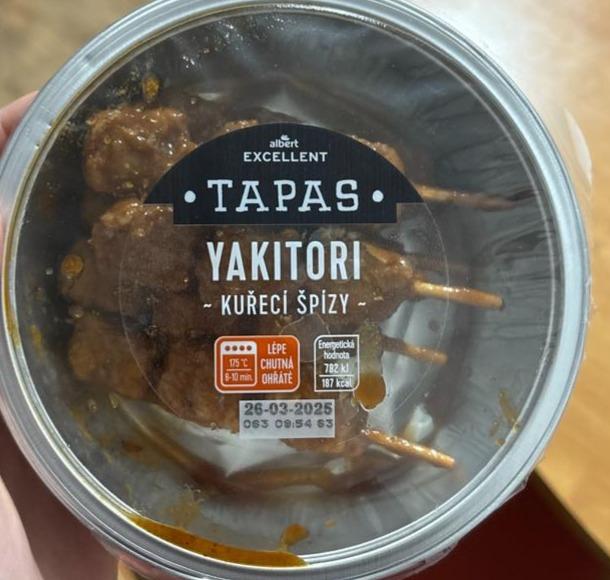 albert
EXCELLENT
• TAPAS •
YAKITORI
~ KUŘECÍ ŠPÍZY ~
175 °C
8-10 min.
LÉPE
CHUTNÁ
OHŘÁTÉ
Energetická
hodnota
782 kJ
187 kcal
26-03-2025
063 09:54 63